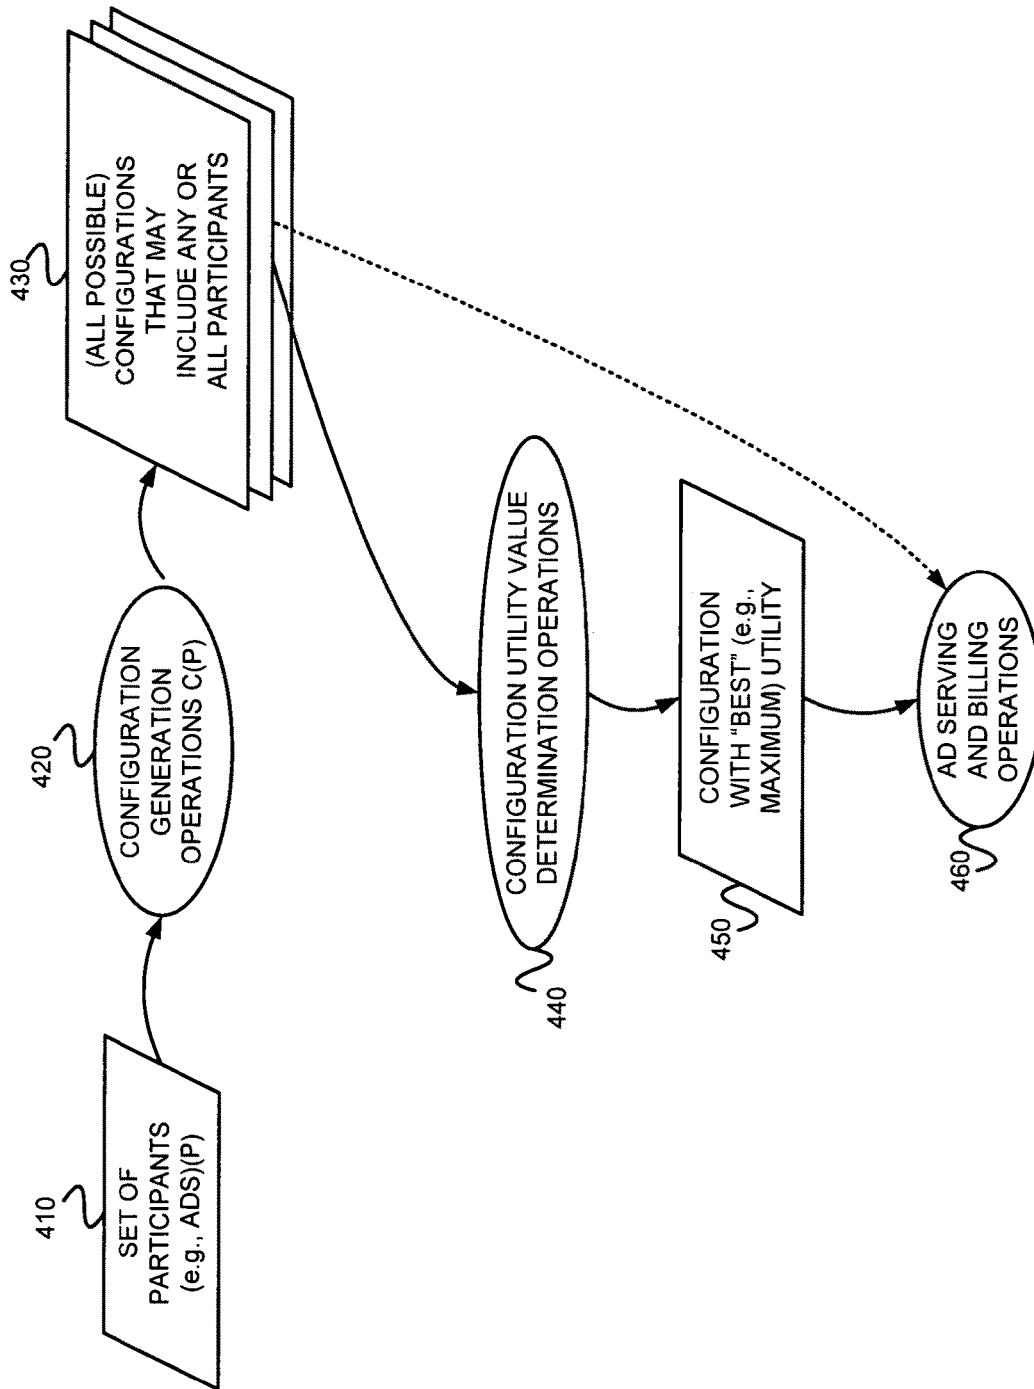 410
SET OF
PARTICIPANTS
(e.g., ADS)(P)
420
CONFIGURATION
GENERATION
OPERATIONS C(P)
430
(ALL POSSIBLE)
CONFIGURATIONS
THAT MAY
INCLUDE ANY OR
ALL PARTICIPANTS
440
CONFIGURATION UTILITY VALUE
DETERMINATION OPERATIONS
450
CONFIGURATION
WITH “BEST” (e.g.,
MAXIMUM) UTILITY
460
AD SERVING
AND BILLING
OPERATIONS